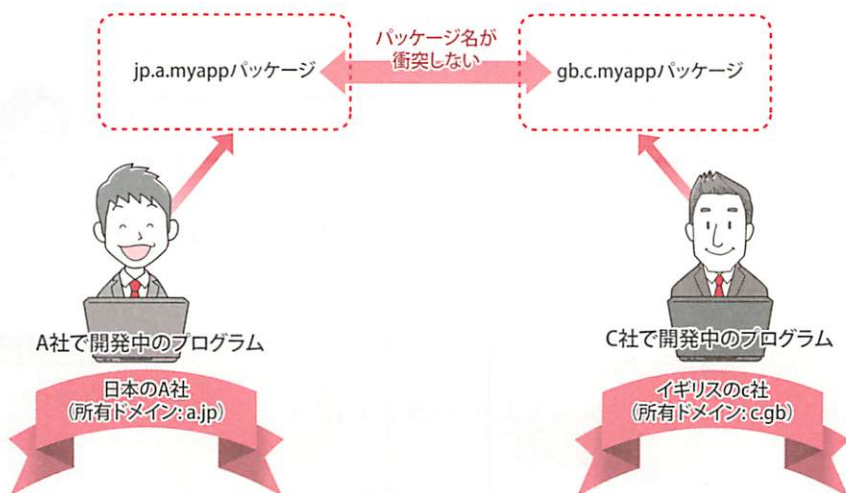 パッケージ名が
衝突しない
jp.a.myappパッケージ
gb.c.myappパッケージ
A社で開発中のプログラム
C社で開発中のプログラム
日本のA社
(所有ドメイン:a.jp)
イギリスのc社
(所有ドメイン:c.gb)